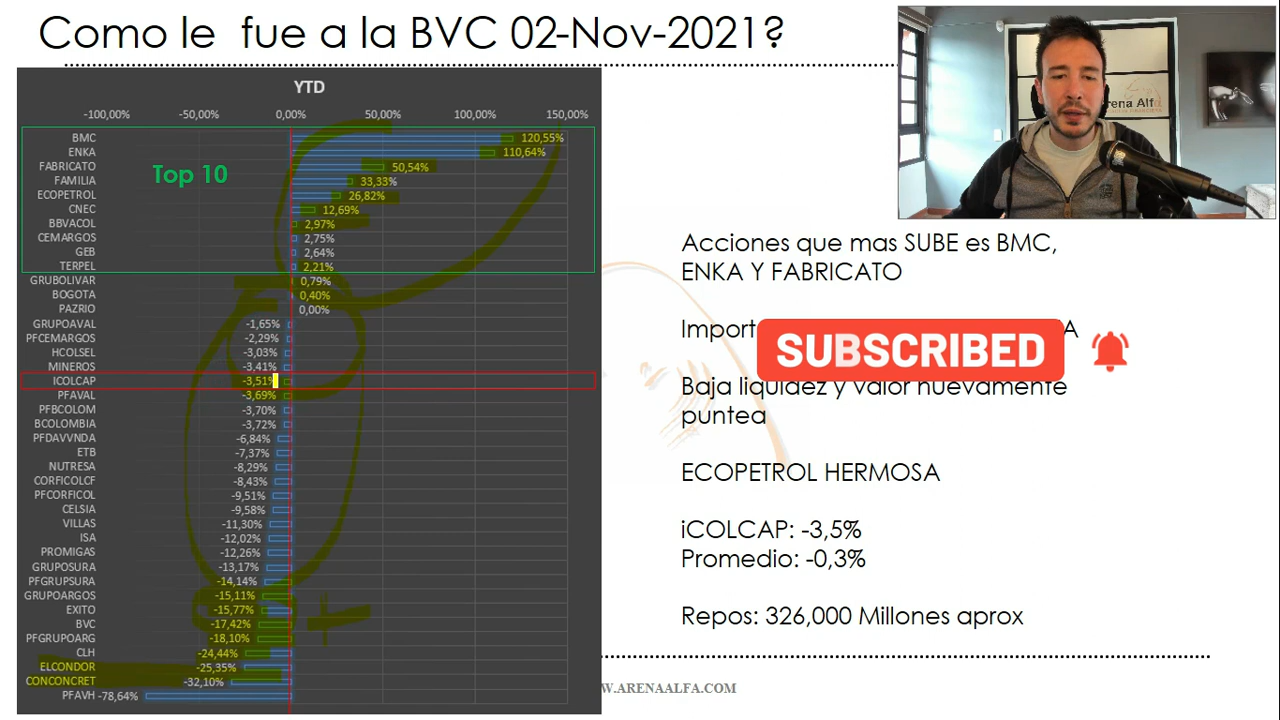 Como le fue a la BVC 02-Nov-2021?
YTD
-100,00% -50,00% 0,00% 50,00% 100,00% 150,00%
Top 10
BMC 120,55%
ENKA 110,64%
FABRICATO 50,54%
FAMILIA 33,33%
ECOPETROL 26,82%
CNEC 12,69%
BBVACOL 2,97%
CEMARGOS 2,75%
GEB 2,64%
TERPEL 2,21%
GRUBOLIVAR 0,79%
BOGOTA 0,40%
PAZRIO 0,00%
GRUPOAVAL -1,65%
PFCEMARGOS -2,29%
HCOLSEL -3,03%
MINEROS -3,41%
ICOLCAP -3,51%
PFAVAL -3,69%
PFBCOLOM -3,70%
BCOLOMBIA -3,72%
PFDAVVNDA -6,84%
ETB -7,37%
NUTRESA -8,29%
CORFICOLCF -8,43%
PFCORFICOL -9,51%
CELSIA -9,58%
VILLAS -11,30%
ISA -12,02%
PROMIGAS -12,26%
GRUPOSURA -13,17%
PFGRUPSURA -14,14%
GRUPOARGOS -15,11%
EXITO -15,77%
BVC -17,42%
PFGRUPOARG -18,10%
CLH -24,44%
ELCONDOR -25,35%
CONCONCRET -32,10%
PFAVH -78,64%
rena Alfa
Acciones que mas SUBE es BMC,
ENKA Y FABRICATO
Import A
SUBSCRIBED
Baja liquidez y valor nuevamente
puntea
ECOPETROL HERMOSA
iCOLCAP: -3,5%
Promedio: -0,3%
Repos: 326,000 Millones aprox
W.ARENAALFA.COM